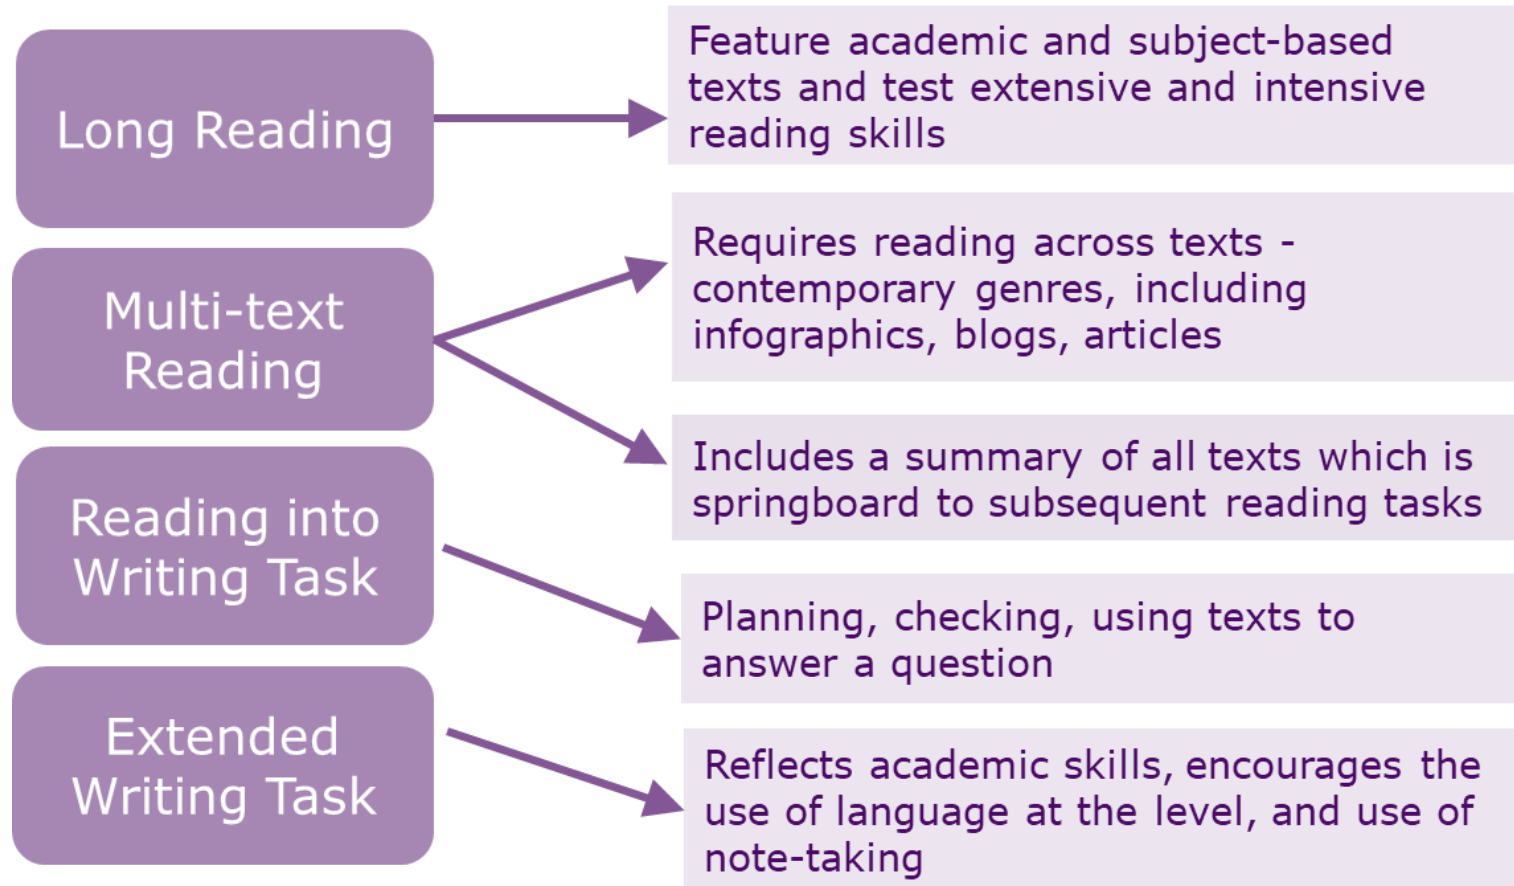 Long Reading
Feature academic and subject-based
texts and test extensive and intensive
reading skills
Multi-text
Reading
Requires reading across texts -
contemporary genres, including
infographics, blogs, articles
Includes a summary of all texts which is
springboard to subsequent reading tasks
Reading into
Writing Task
Planning, checking, using texts to
answer a question
Extended
Writing Task
Reflects academic skills, encourages the
use of language at the level, and use of
note-taking